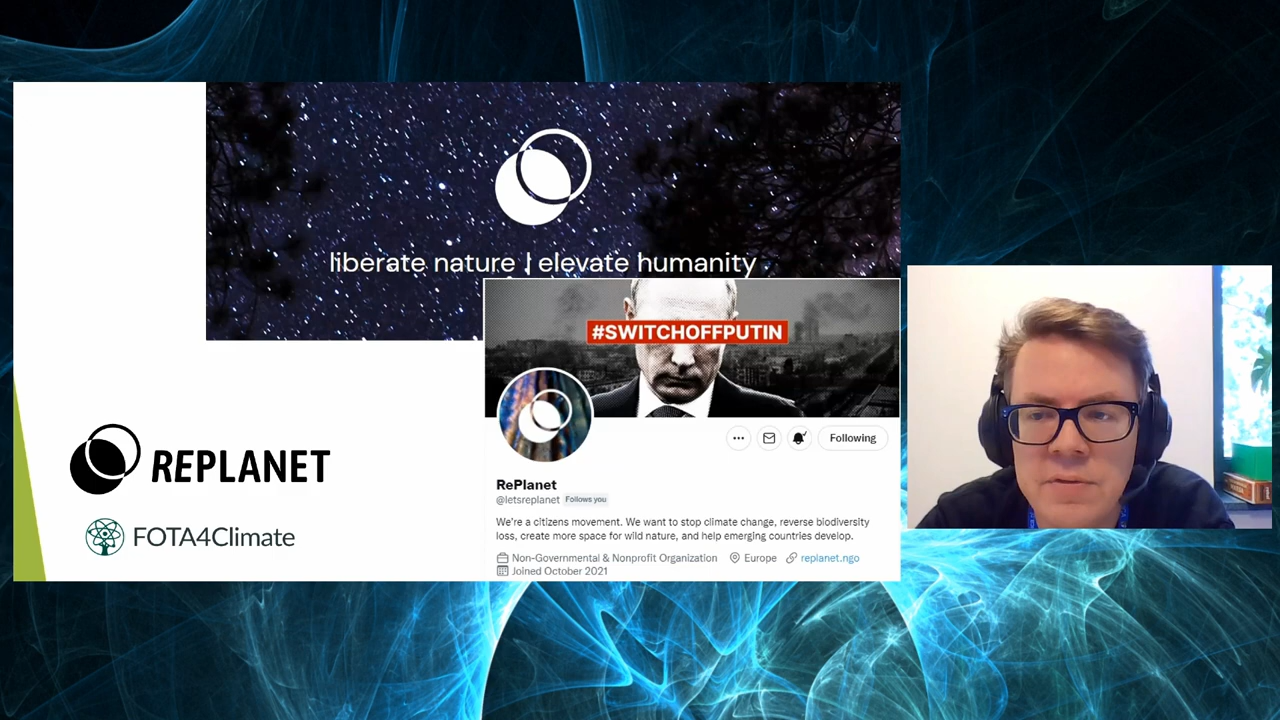 liberate nature | elevate humanity
#SWITCHOFFPUTIN
REPLANET
FOTA4Climate
Following
RePlanet
@letsreplanet Follows you
We're a citizens movement. We want to stop climate change, reverse biodiversity
loss, create more space for wild nature, and help emerging countries develop.
Non-Governmental & Nonprofit Organization Europe replanet.ngo
Joined October 2021